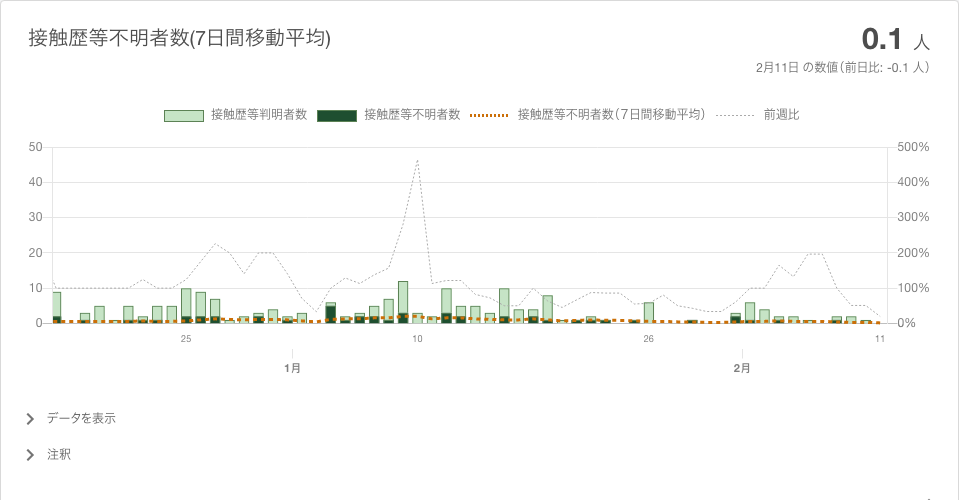 接触歴等不明者数(7日間移動平均)
0.1 人
2月11日 の数値（前日比: -0.1 人）
接触歴等判明者数 接触歴等不明者数 接触歴等不明者数（7日間移動平均） 前週比
50 500%
40 400%
30 300%
20 200%
10 100%
0 0%
25 10 26 11
1月 2月
データを表示
注釈